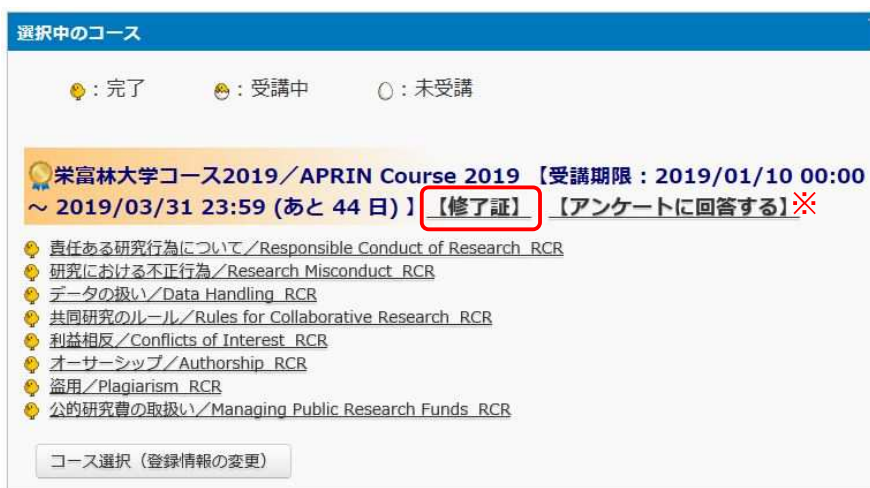 選択中のコース
：完了 ：受講中 ：未受講
栄富林大学コース2019／APRIN Course 2019 【受講期限：2019/01/10 00:00
～ 2019/03/31 23:59 (あと 44 日) 】 【修了証】 【アンケートに回答する】※
責任ある研究行為について／Responsible Conduct of Research_RCR
研究における不正行為／Research Misconduct_RCR
データの扱い／Data Handling_RCR
共同研究のルール／Rules for Collaborative Research_RCR
利益相反／Conflicts of Interest_RCR
オーサーシップ／Authorship_RCR
盗用／Plagiarism_RCR
公的研究費の取扱い／Managing Public Research Funds_RCR
コース選択（登録情報の変更）